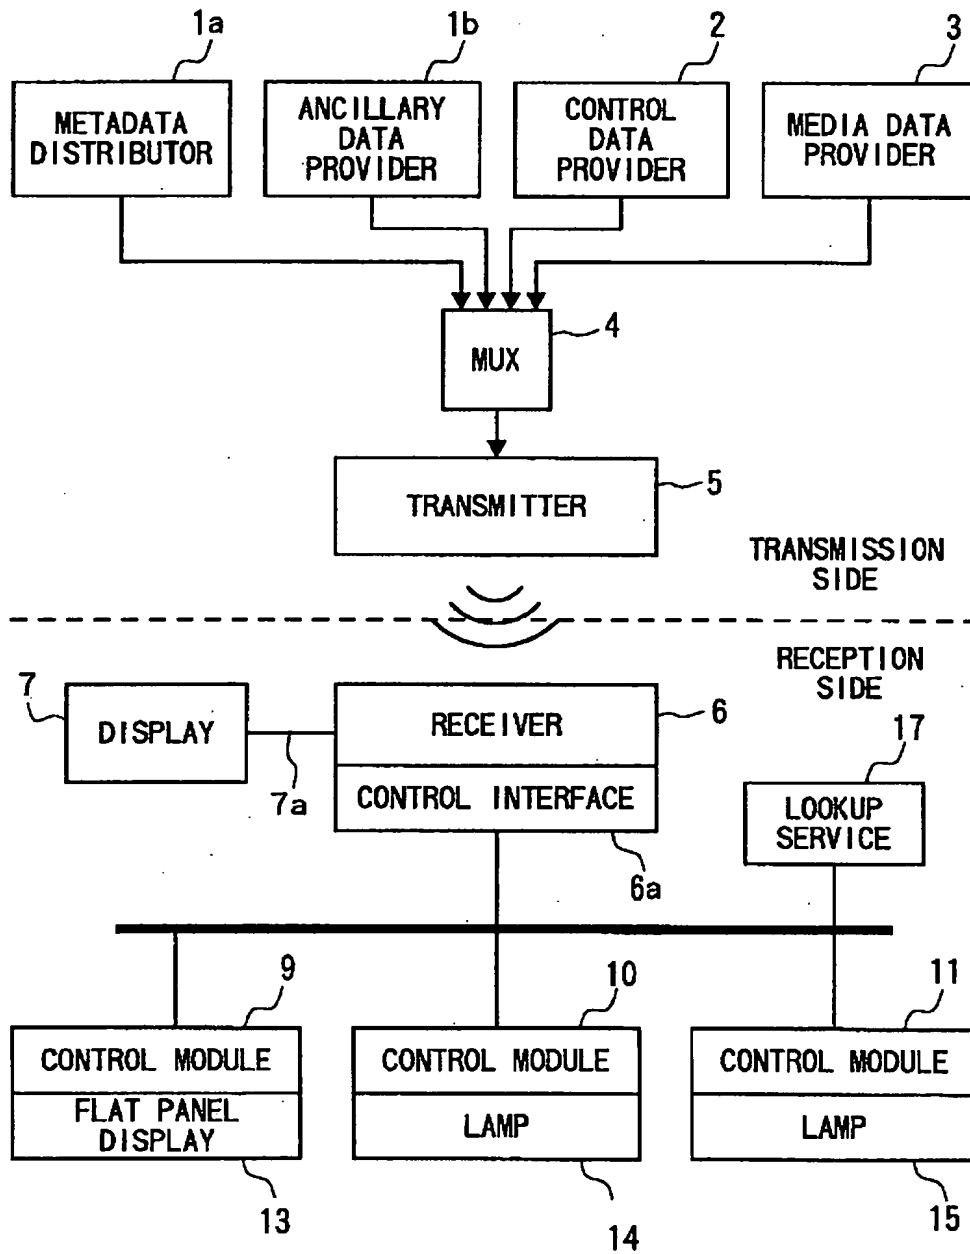 1a
1b
2
3
METADATA
DISTRIBUTOR
ANCILLARY
DATA
PROVIDER
CONTROL
DATA
PROVIDER
MEDIA DATA
PROVIDER
4
MUX
5
TRANSMITTER
TRANSMISSION
SIDE
RECEPTION
SIDE
7
DISPLAY
7a
RECEIVER
6
CONTROL INTERFACE
6a
17
LOOKUP
SERVICE
9
10
11
CONTROL MODULE
FLAT PANEL
DISPLAY
CONTROL MODULE
LAMP
CONTROL MODULE
LAMP
13
14
15